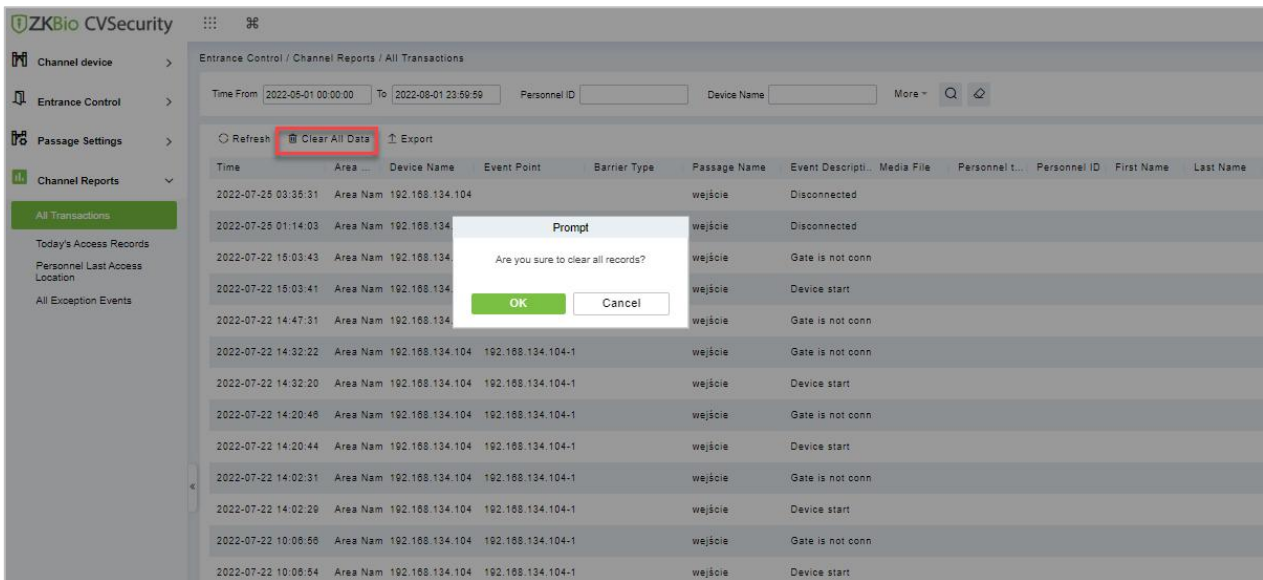 ZKBio CVSecurity
Channel device
Entrance Control
Passage Settings
Channel Reports
All Transactions
Today's Access Records
Personnel Last Access
Location
All Exception Events
Entrance Control / Channel Reports / All Transactions
Time From 2022-05-01 00:00:00 To 2022-08-01 23:59:59 Personnel ID Device Name More
Refresh Clear All Data Export
Time Area ... Device Name Event Point Barrier Type Passage Name Event Descripti... Media File Personnel t... Personnel ID First Name Last Name
2022-07-25 03:35:31 Area Nam 192.168.134.104 wejście Disconnected
2022-07-25 01:14:03 Area Nam 192.168.134. wejście Disconnected
2022-07-22 15:03:43 Area Nam 192.168.134. wejście Gate is not conn
2022-07-22 15:03:41 Area Nam 192.168.134. wejście Device start
2022-07-22 14:47:31 Area Nam 192.168.134. wejście Gate is not conn
2022-07-22 14:32:22 Area Nam 192.168.134.104 192.168.134.104-1 wejście Gate is not conn
2022-07-22 14:32:20 Area Nam 192.168.134.104 192.168.134.104-1 wejście Device start
2022-07-22 14:20:46 Area Nam 192.168.134.104 192.168.134.104-1 wejście Gate is not conn
2022-07-22 14:20:44 Area Nam 192.168.134.104 192.168.134.104-1 wejście Device start
2022-07-22 14:02:31 Area Nam 192.168.134.104 192.168.134.104-1 wejście Gate is not conn
2022-07-22 14:02:29 Area Nam 192.168.134.104 192.168.134.104-1 wejście Device start
2022-07-22 10:06:56 Area Nam 192.168.134.104 192.168.134.104-1 wejście Gate is not conn
2022-07-22 10:06:54 Area Nam 192.168.134.104 192.168.134.104-1 wejście Device start
Prompt
Are you sure to clear all records?
OK Cancel